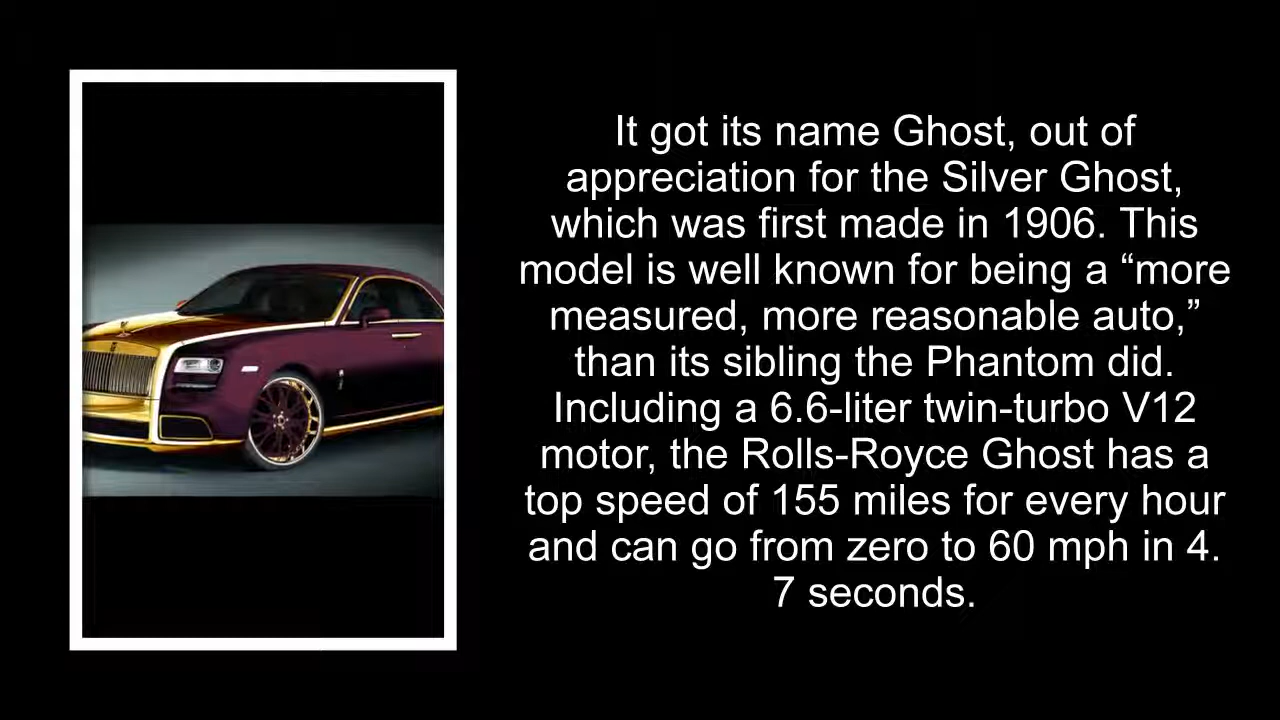 It got its name Ghost, out of
appreciation for the Silver Ghost,
which was first made in 1906. This
model is well known for being a “more
measured, more reasonable auto,”
than its sibling the Phantom did.
Including a 6.6-liter twin-turbo V12
motor, the Rolls-Royce Ghost has a
top speed of 155 miles for every hour
and can go from zero to 60 mph in 4.
7 seconds.